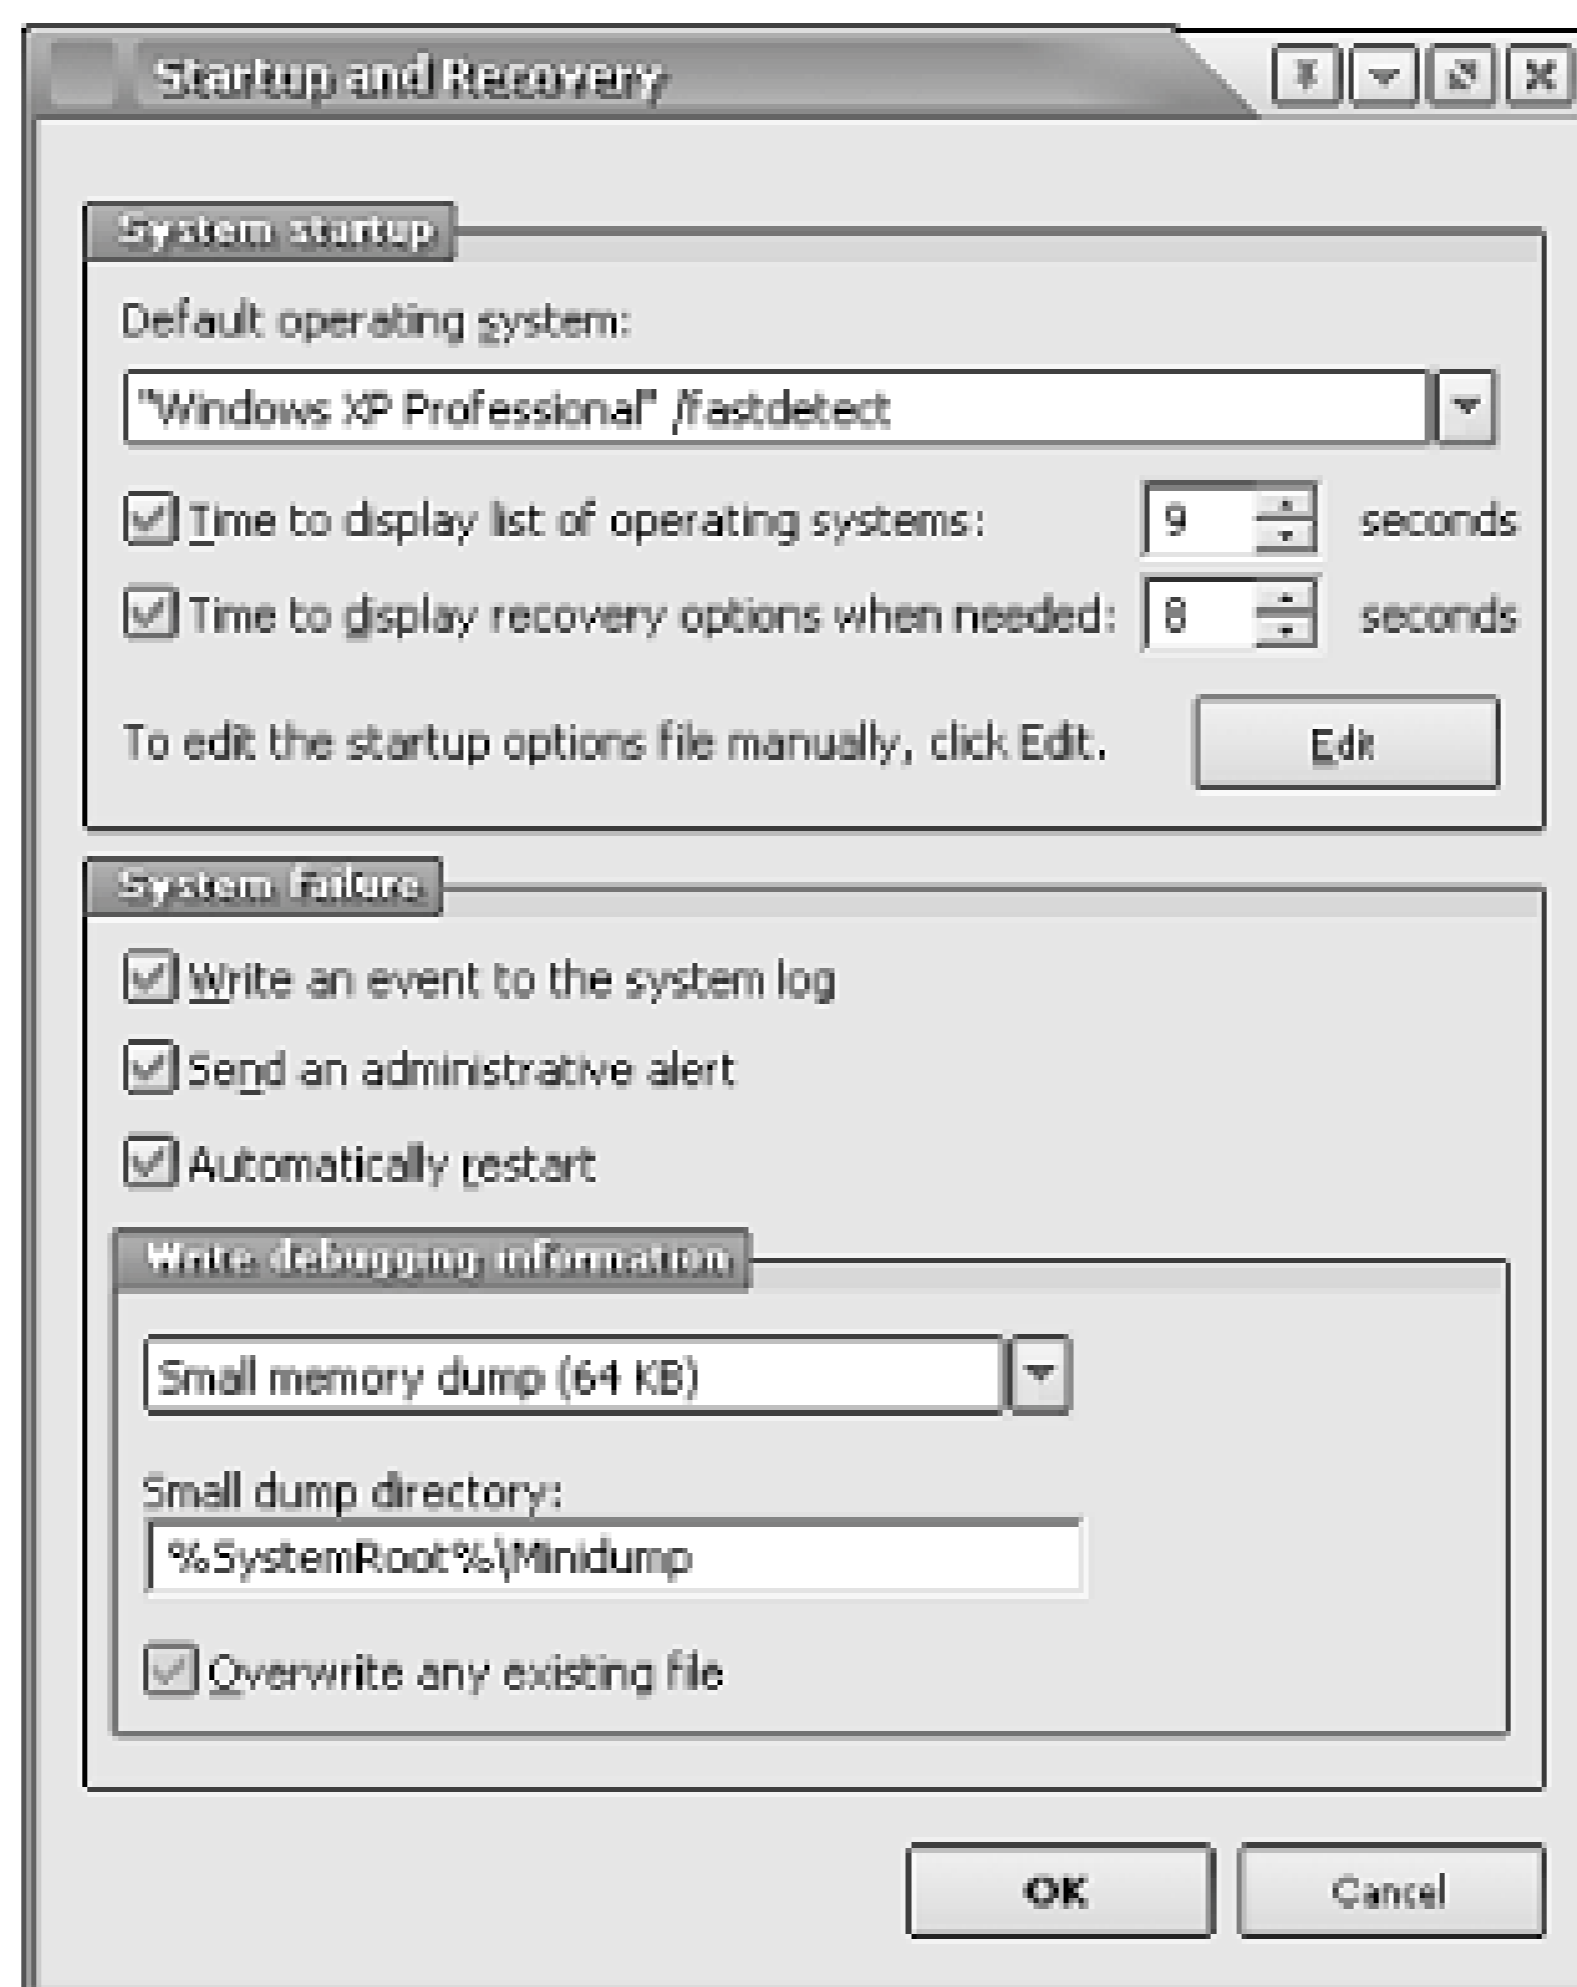 Startup and Recovery
System startup
Default operating system:
"Windows XP Professional" /fastdetect
Time to display list of operating systems: 9 seconds
Time to display recovery options when needed: 8 seconds
To edit the startup options file manually, click Edit. Edit
System failure
Write an event to the system log
Send an administrative alert
Automatically restart
Write debugging information
Small memory dump (64 KB)
Small dump directory:
%SystemRoot%\Minidump
Overwrite any existing file
OK Cancel